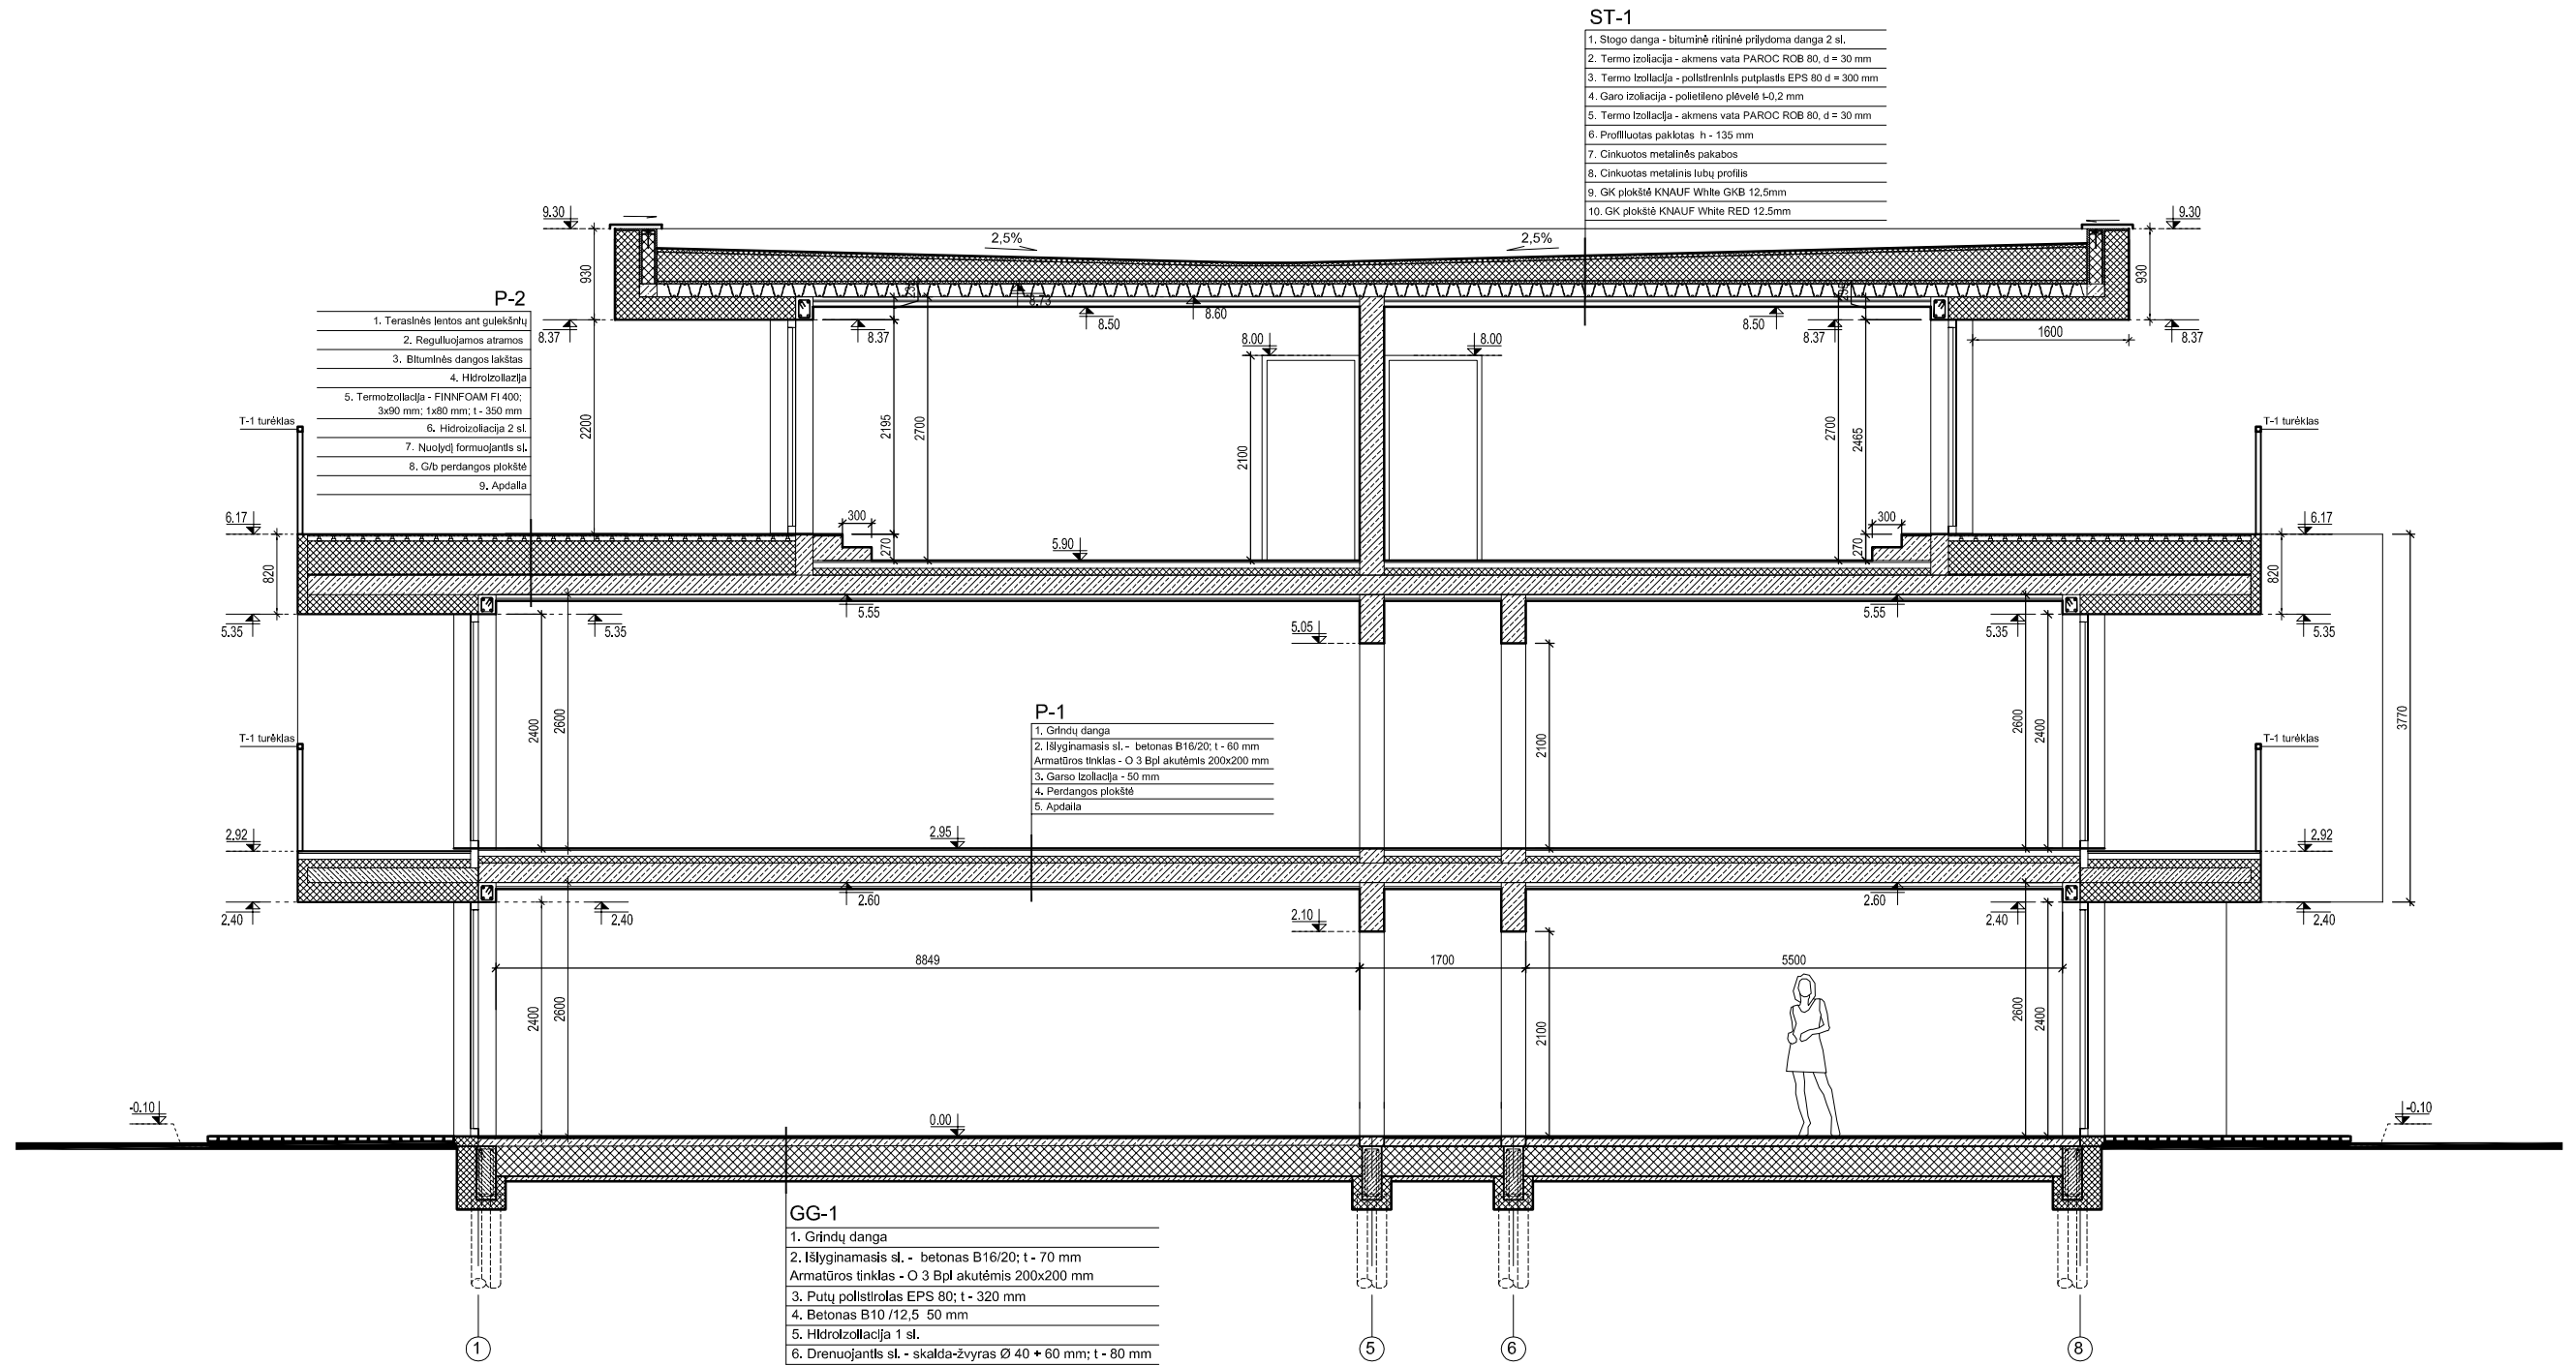 ST-1
1. Stogo danga - bituminė ritininė prilydoma danga 2 sl.
2. Termo izoliacija - akmens vata PAROC ROB 80, d = 30 mm
3. Termo izoliacija - polistireninis putplastis EPS 80 d = 300 mm
4. Garo izoliacija - polietileno plėvelė t-0,2 mm
5. Termo izoliacija - akmens vata PAROC ROB 80, d = 30 mm
6. Profiliuotas paklotas h - 135 mm
7. Cinkuotos metalinės pakabos
8. Cinkuotas metalinis lubų profilis
9. GK plokštė KNAUF White GKB 12,5mm
10. GK plokštė KNAUF White RED 12.5mm
9.30
9.30
2,5%
2,5%
930
930
8.73
8.60
8.50
8.50
8.37
8.37
8.37
8.37
1600
8.00
8.00
P-2
1. Terasinės lentos ant gulekšnių
2. Reguliuojamos atramos
3. Bituminės dangos lakštas
4. Hidroizoliazija
5. Termoizoliacija - FINNFOAM FI 400;
3x90 mm; 1x80 mm; t - 350 mm
6. Hidroizoliacija 2 sl.
7. Nuolydį formuojantis sl.
8. G/b perdangos plokštė
9. Apdaila
T-1 turėklas
T-1 turėklas
2200
2195
2700
2100
2700
2465
6.17
300
300
6.17
5.90
270
270
820
820
5.55
5.55
5.35
5.35
5.35
5.35
5.05
2400
2600
2100
2600
2400
3770
P-1
1. Grindų danga
2. Išlyginamasis sl. - betonas B16/20; t - 60 mm
Armatūros tinklas - O 3 BpI akutėmis 200x200 mm
3. Garso izoliacija - 50 mm
4. Perdangos plokštė
5. Apdaila
T-1 turėklas
T-1 turėklas
2.92
2.95
2.92
2.60
2.60
2.40
2.40
2.40
2.40
2.10
8849
1700
5500
2400
2600
2100
2600
2400
-0.10
0.00
-0.10
GG-1
1. Grindų danga
2. Išlyginamasis sl. - betonas B16/20; t - 70 mm
Armatūros tinklas - O 3 BpI akutėmis 200x200 mm
3. Putų polistirolas EPS 80; t - 320 mm
4. Betonas B10 /12,5 50 mm
5. Hidroizoliacija 1 sl.
6. Drenuojantis sl. - skalda-žvyras Ø 40 + 60 mm; t - 80 mm
1
5
6
8